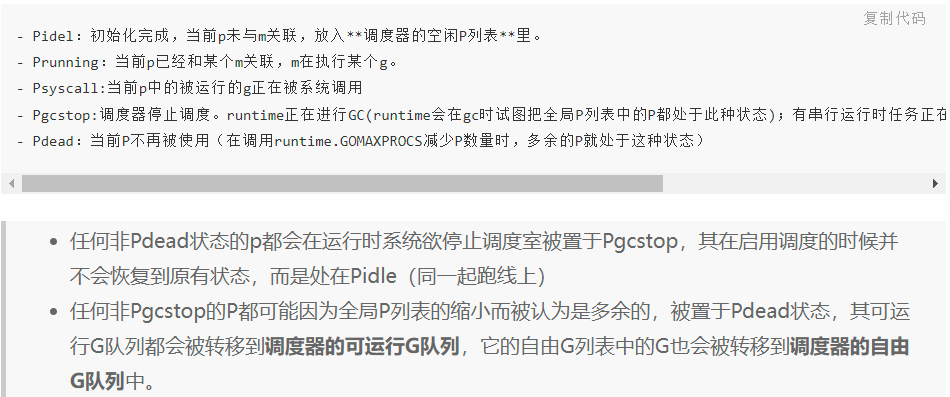 复制代码
- Pidel：初始化完成，当前p未与m关联，放入**调度器的空闲P列表**里。
- Prunning：当前p已经和某个m关联，m在执行某个g。
- Psyscall:当前p中的被运行的g正在被系统调用
- Pgcstop:调度器停止调度。runtime正在进行GC(runtime会在gc时试图把全局P列表中的P都处于此种状态)；有串行运行时任务正在
- Pdead：当前P不再被使用（在调用runtime.GOMAXPROCS减少P数量时，多余的P就处于这种状态）
• 任何非Pdead状态的p都会在运行时系统欲停止调度室被置于Pgcstop，其在启用调度的时候并
不会恢复到原有状态，而是处在Pidle（同一起跑线上）
• 任何非Pgcstop的P都可能因为全局P列表的缩小而被认为是多余的，被置于Pdead状态，其可运
行G队列都会被转移到调度器的可运行G队列，它的自由G列表中的G也会被转移到调度器的自由
G队列中。